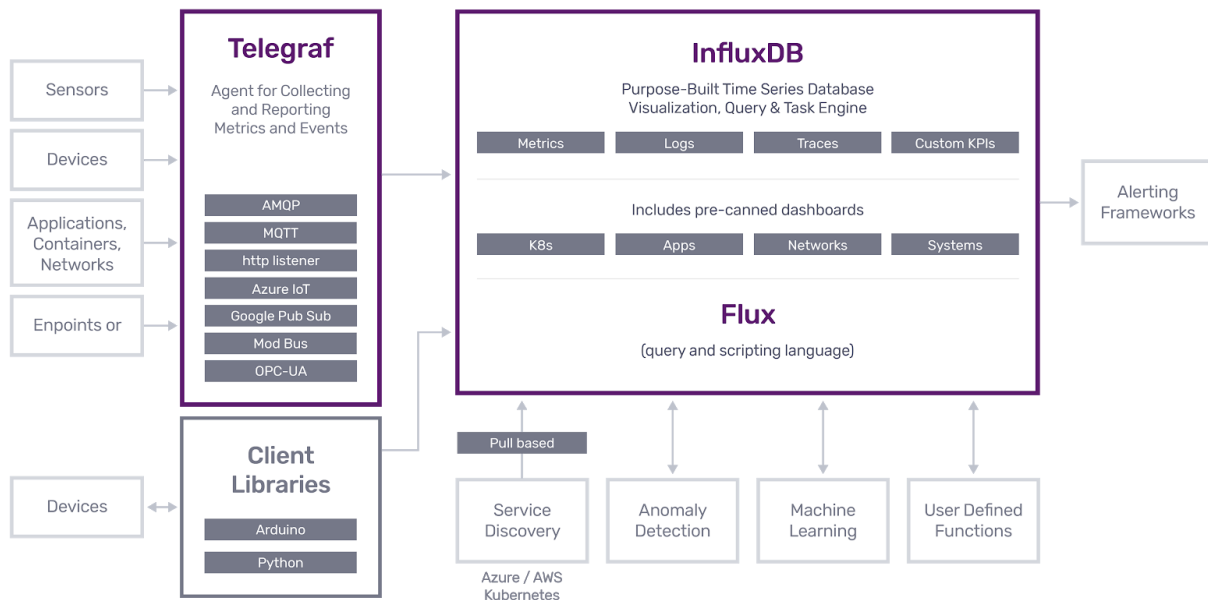 Sensors
Devices
Applications,
Containers,
Networks
Enpoints or
Telegraf
Agent for Collecting
and Reporting
Metrics and Events
AMQP
MQTT
http listener
Azure IoT
Google Pub Sub
Mod Bus
OPC-UA
Devices
Client
Libraries
Arduino
Python
InfluxDB
Purpose-Built Time Series Database
Visualization, Query & Task Engine
Metrics
Logs
Traces
Custom KPIs
Includes pre-canned dashboards
K8s
Apps
Networks
Systems
Flux
(query and scripting language)
Alerting
Frameworks
Pull based
Service
Discovery
Azure / AWS
Kubernetes
Anomaly
Detection
Machine
Learning
User Defined
Functions